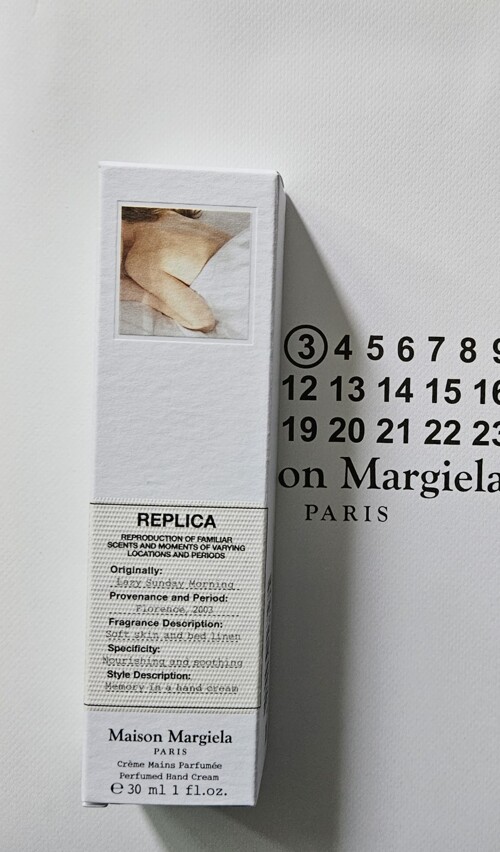 REPLICA
REPRODUCTION OF FAMILIAR
SCENTS AND MOMENTS OF VARYING
LOCATIONS AND PERIODS
Originally:
Lazy Sunday Morning
Provenance and Period:
Florence, 2003
Fragrance Description:
Soft skin and bed linen
Specificity:
Nourishing and soothing
Style Description:
Memory in a hand cream
Maison Margiela
PARIS
Crème Mains Parfumée
Perfumed Hand Cream
℮ 30 ml 1 fl.oz.
3 4 5 6 7 8 9
12 13 14 15 16
19 20 21 22 23
on Margiela
PARIS